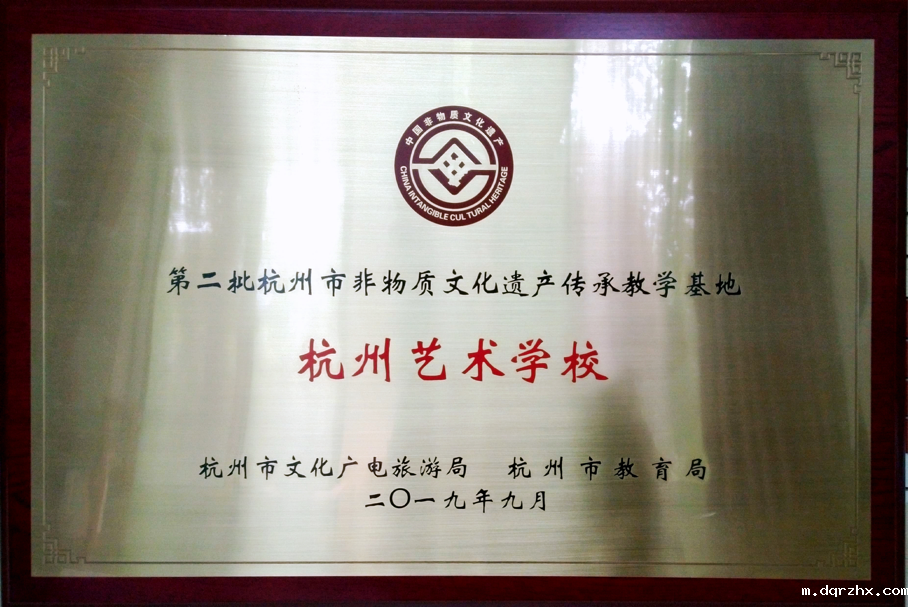 中国非物质文化遗产
CHINA INTANGIBLE CULTURAL HERITAGE
第二批杭州市非物质文化遗产传承教学基地
杭州艺术学校
杭州市文化广电旅游局 杭州市教育局
二〇一九年九月
m.dqrzhx.com